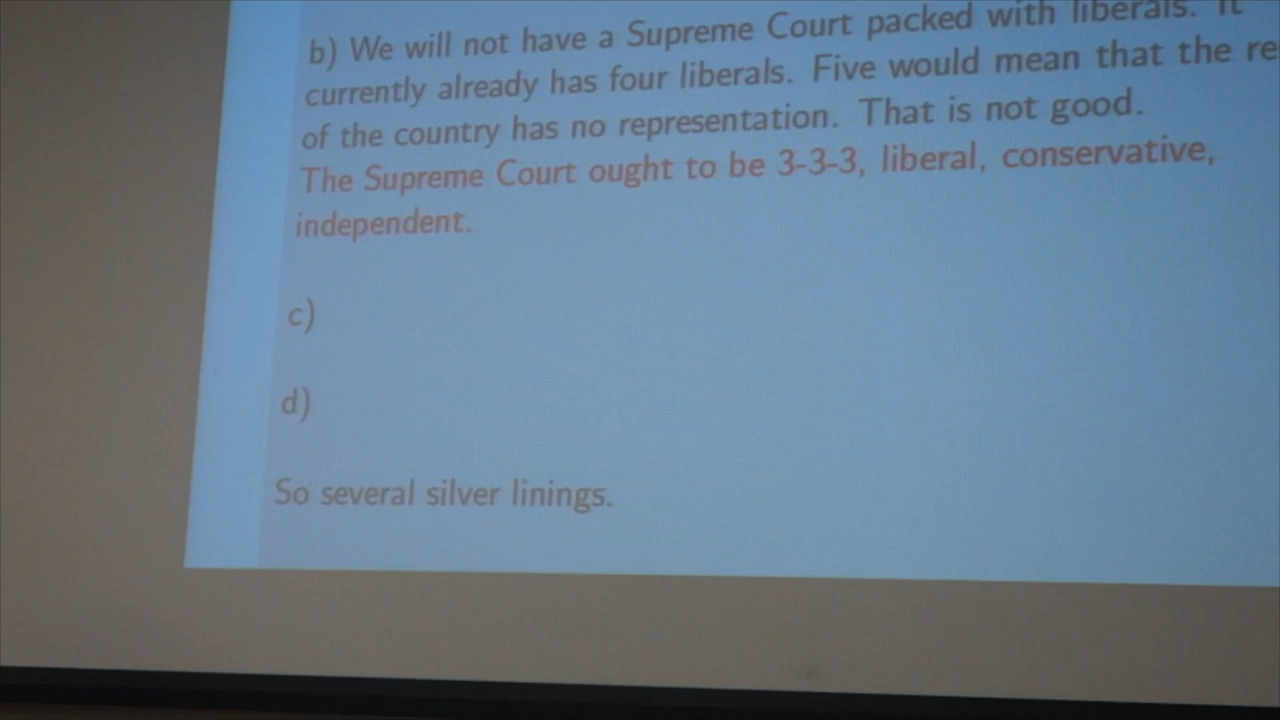 b) We will not have a Supreme Court packed with liberals. It
currently already has four liberals. Five would mean that the re
of the country has no representation. That is not good.
The Supreme Court ought to be 3-3-3, liberal, conservative,
independent.
c)
d)
So several silver linings.